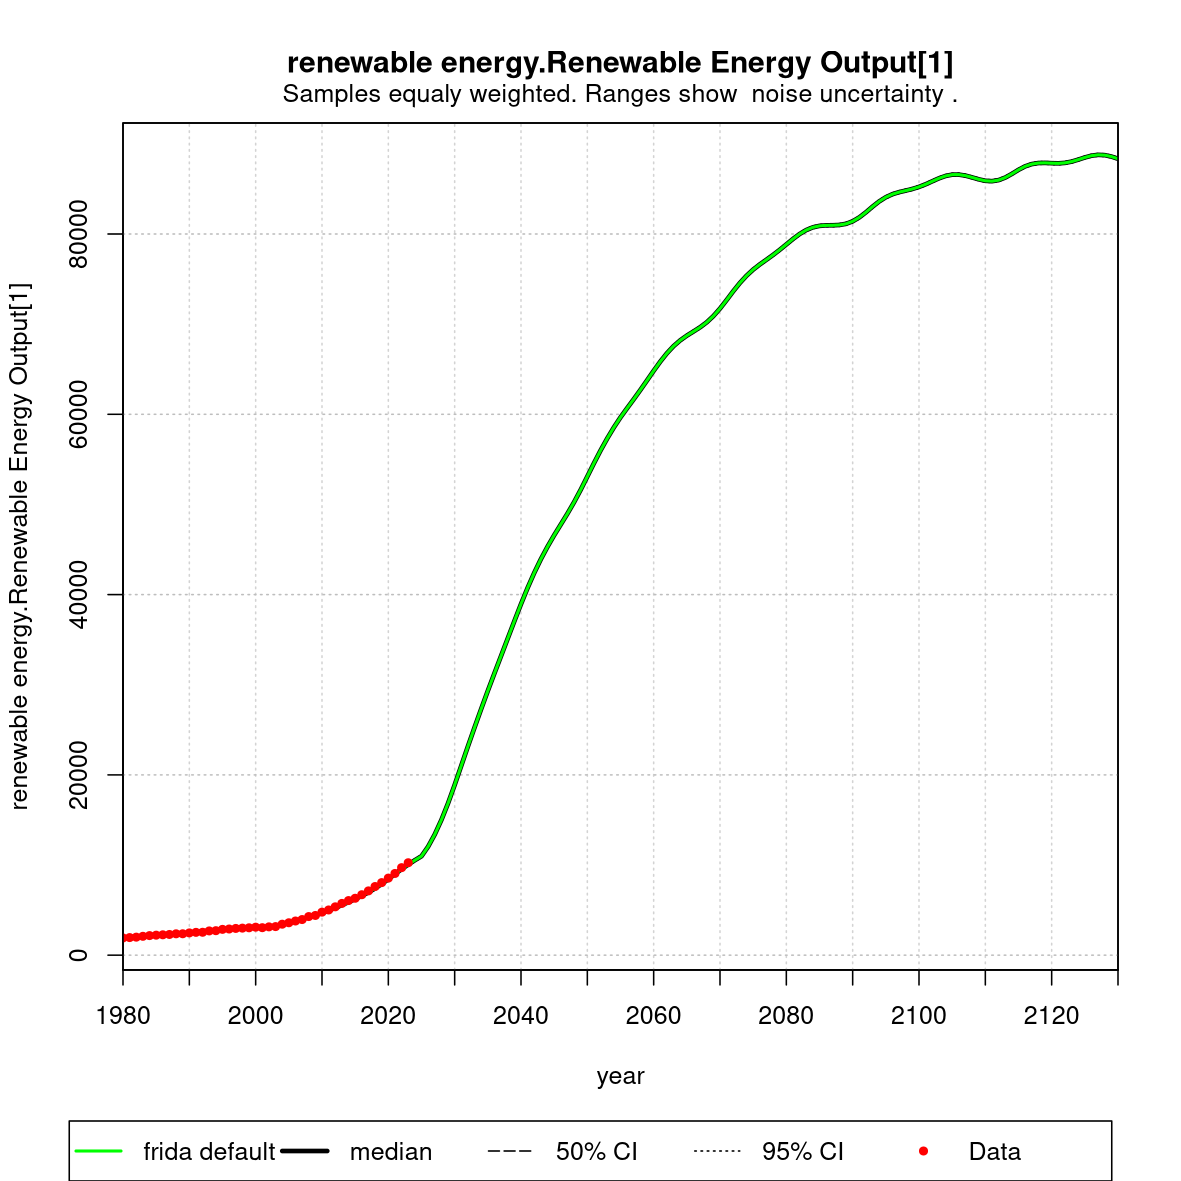 renewable energy.Renewable Energy Output[1]
Samples equaly weighted. Ranges show  noise uncertainty .
renewable energy.Renewable Energy Output[1]
80000
60000
40000
20000
0
1980 2000 2020 2040 2060 2080 2100 2120
year
frida default median 50% CI 95% CI Data